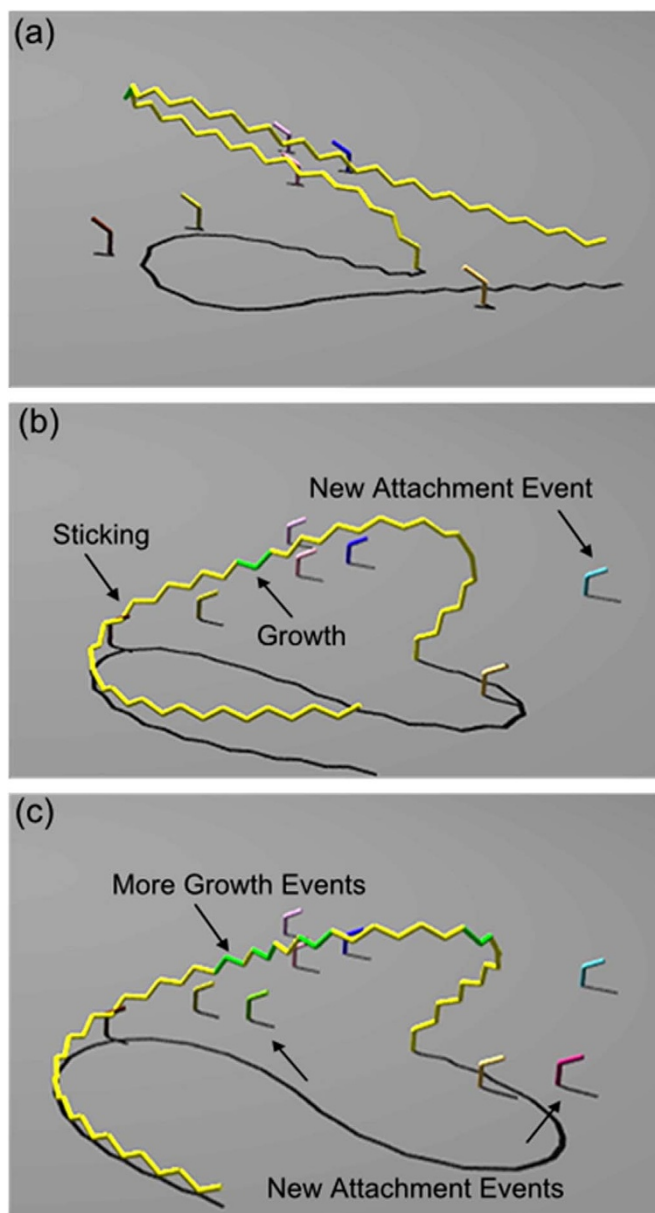 (a)
(b)
New Attachment Event
Sticking
Growth
(c)
More Growth Events
New Attachment Events